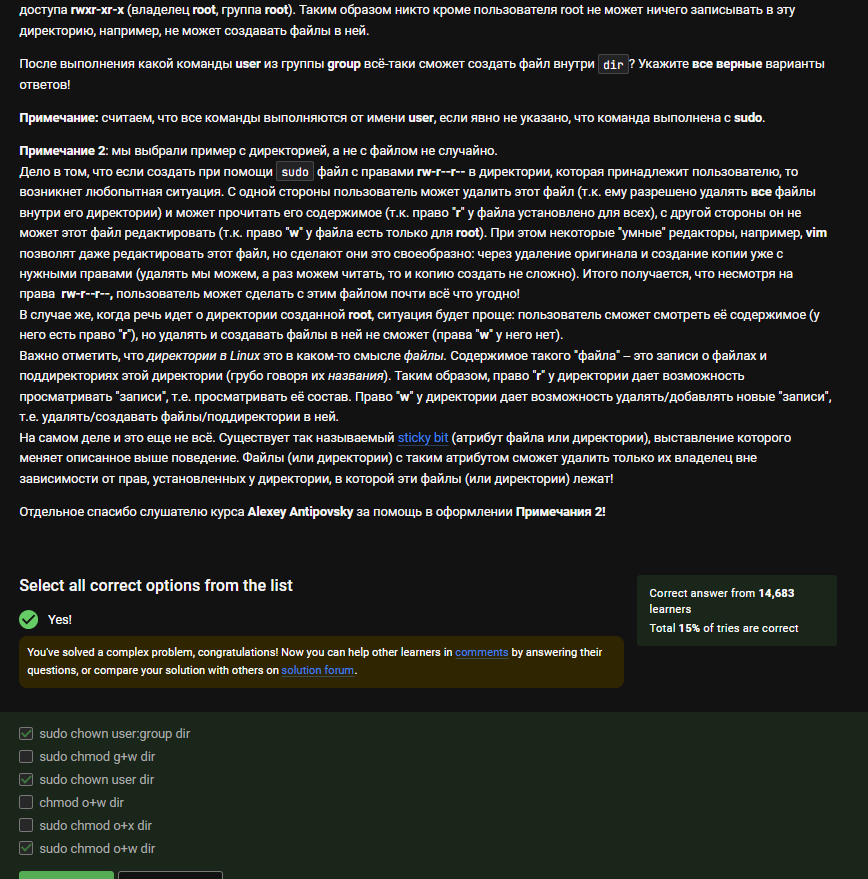 доступа rwxr-xr-x (владелец root, группа root). Таким образом никто кроме пользователя root не может ничего записывать в эту
директорию, например, не может создавать файлы в ней.
После выполнения какой команды user из группы group всё-таки сможет создать файл внутри dir? Укажите все верные варианты
ответов!
Примечание: считаем, что все команды выполняются от имени user, если явно не указано, что команда выполнена с sudo.
Примечание 2: мы выбрали пример с директорией, а не с файлом не случайно.
Дело в том, что если создать при помощи sudo файл с правами rw-r--r-- в директории, которая принадлежит пользователю, то
возникнет любопытная ситуация. С одной стороны пользователь может удалить этот файл (т.к. ему разрешено удалять все файлы
внутри его директории) и может прочитать его содержимое (т.к. право "r" у файла установлено для всех), с другой стороны он не
может этот файл редактировать (т.к. право "w" у файла есть только для root). При этом некоторые "умные" редакторы, например, vim
позволят даже редактировать этот файл, но сделают они это своеобразно: через удаление оригинала и создание копии уже с
нужными правами (удалять мы можем, а раз можем читать, то и копию создать не сложно). Итого получается, что несмотря на
права rw-r--r--, пользователь может сделать с этим файлом почти всё что угодно!
В случае же, когда речь идет о директории созданной root, ситуация будет проще: пользователь сможет смотреть её содержимое (у
него есть право "r"), но удалять и создавать файлы в ней не сможет (права "w" у него нет).
Важно отметить, что директории в Linux это в каком-то смысле файлы. Содержимое такого "файла" – это записи о файлах и
поддиректориях этой директории (грубо говоря их названия). Таким образом, право "r" у директории дает возможность
просматривать "записи", т.е. просматривать её состав. Право "w" у директории дает возможность удалять/добавлять новые "записи",
т.е. удалять/создавать файлы/поддиректории в ней.
На самом деле и это еще не всё. Существует так называемый sticky bit (атрибут файла или директории), выставление которого
меняет описанное выше поведение. Файлы (или директории) с таким атрибутом сможет удалить только их владелец вне
зависимости от прав, установленных у директории, в которой эти файлы (или директории) лежат!
Отдельное спасибо слушателю курса Alexey Antipovsky за помощь в оформлении Примечания 2!
Select all correct options from the list
Yes!
You've solved a complex problem, congratulations! Now you can help other learners in comments by answering their
questions, or compare your solution with others on solution forum.
Correct answer from 14,683
learners
Total 15% of tries are correct
sudo chown user:group dir
sudo chmod g+w dir
sudo chown user dir
chmod o+w dir
sudo chmod o+x dir
sudo chmod o+w dir